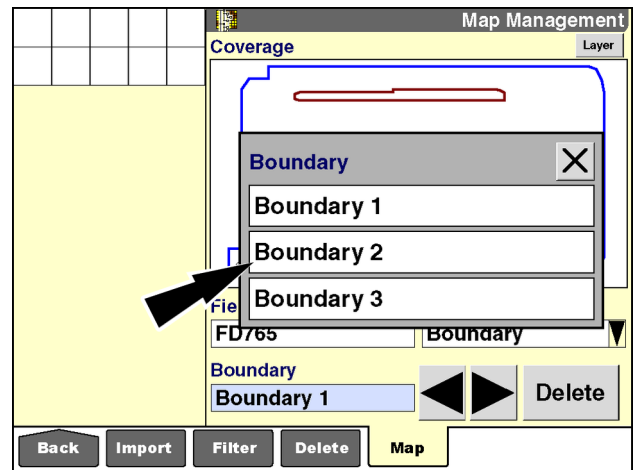 Map Management
Coverage
Layer
Boundary
Boundary 1
Boundary 2
Boundary 3
Fie
FD765
Boundary
Boundary
Boundary 1
Delete
Back
Import
Filter
Delete
Map